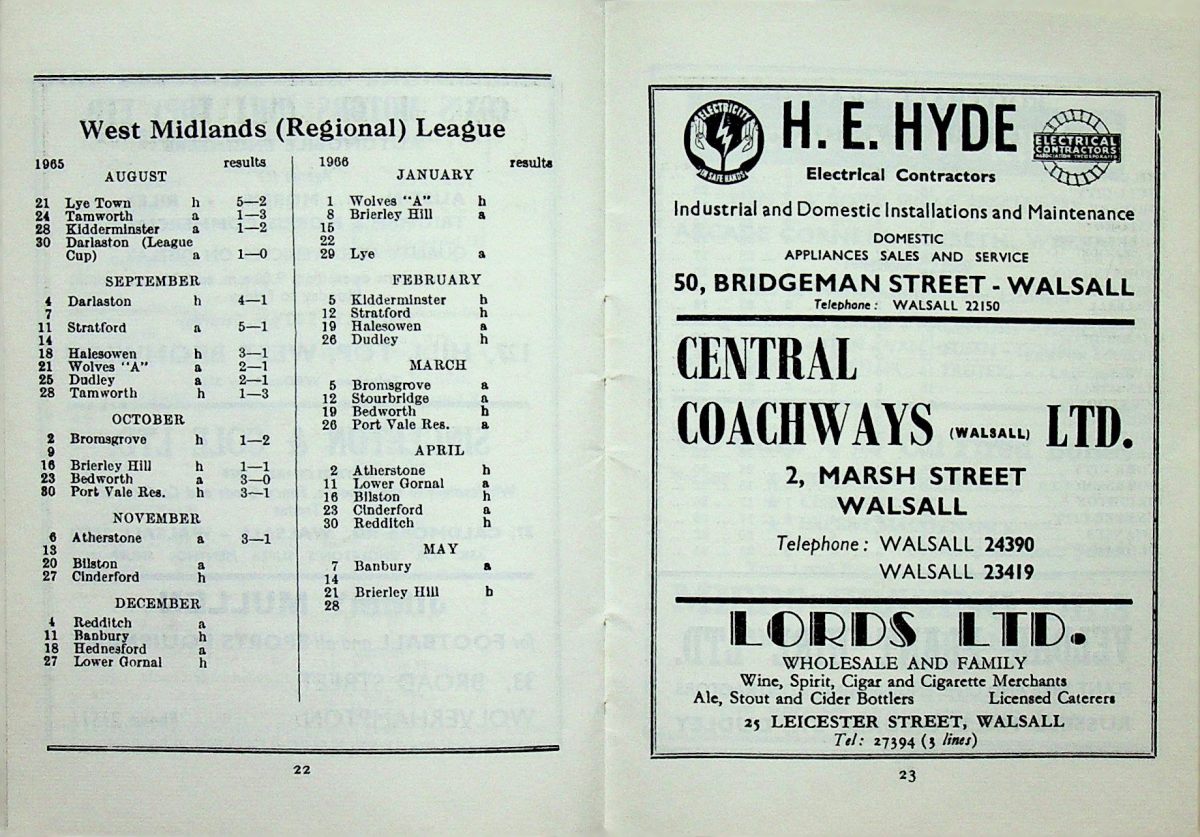 West Midlands (Regional) League
1965 results
AUGUST
21 Lye Town h 5—2
24 Tamworth a 1—3
28 Kidderminster a 1—2
30 Darlaston (League
Cup) a 1—0
SEPTEMBER
4 Darlaston h 4—1
7
11 Stratford a 5—1
14
18 Halesowen h 3—1
21 Wolves "A" a 2—1
25 Dudley a 2—1
28 Tamworth h 1—3
OCTOBER
2 Bromsgrove h 1—2
9
16 Brierley Hill h 1—1
23 Bedworth a 3—0
30 Port Vale Res. h 3—1
NOVEMBER
6 Atherstone a 3—1
13
20 Bilston a
27 Cinderford h
DECEMBER
4 Redditch a
11 Banbury h
18 Hednesford a
27 Lower Gornal h
1966 results
JANUARY
1 Wolves "A" h
8 Brierley Hill a
15
22
29 Lye a
FEBRUARY
5 Kidderminster h
12 Stratford h
19 Halesowen a
26 Dudley h
MARCH
5 Bromsgrove a
12 Stourbridge a
19 Bedworth h
26 Port Vale Res. a
APRIL
2 Atherstone h
11 Lower Gornal a
16 Bilston h
23 Cinderford a
30 Redditch h
MAY
7 Banbury a
14
21 Brierley Hill h
28
22
ELECTRICITY
IN SAFE HANDS
H. E. HYDE
ELECTRICAL
CONTRACTORS
ASSOCIATION INCORPORATED
Electrical Contractors
Industrial and Domestic Installations and Maintenance
DOMESTIC
APPLIANCES SALES AND SERVICE
50, BRIDGEMAN STREET - WALSALL
Telephone: WALSALL 22150
CENTRAL
COACHWAYS (WALSALL) LTD.
2, MARSH STREET
WALSALL
Telephone: WALSALL 24390
WALSALL 23419
LORDS LTD.
WHOLESALE AND FAMILY
Wine, Spirit, Cigar and Cigarette Merchants
Ale, Stout and Cider Bottlers Licensed Caterers
25 LEICESTER STREET, WALSALL
Tel: 27394 (3 lines)
23